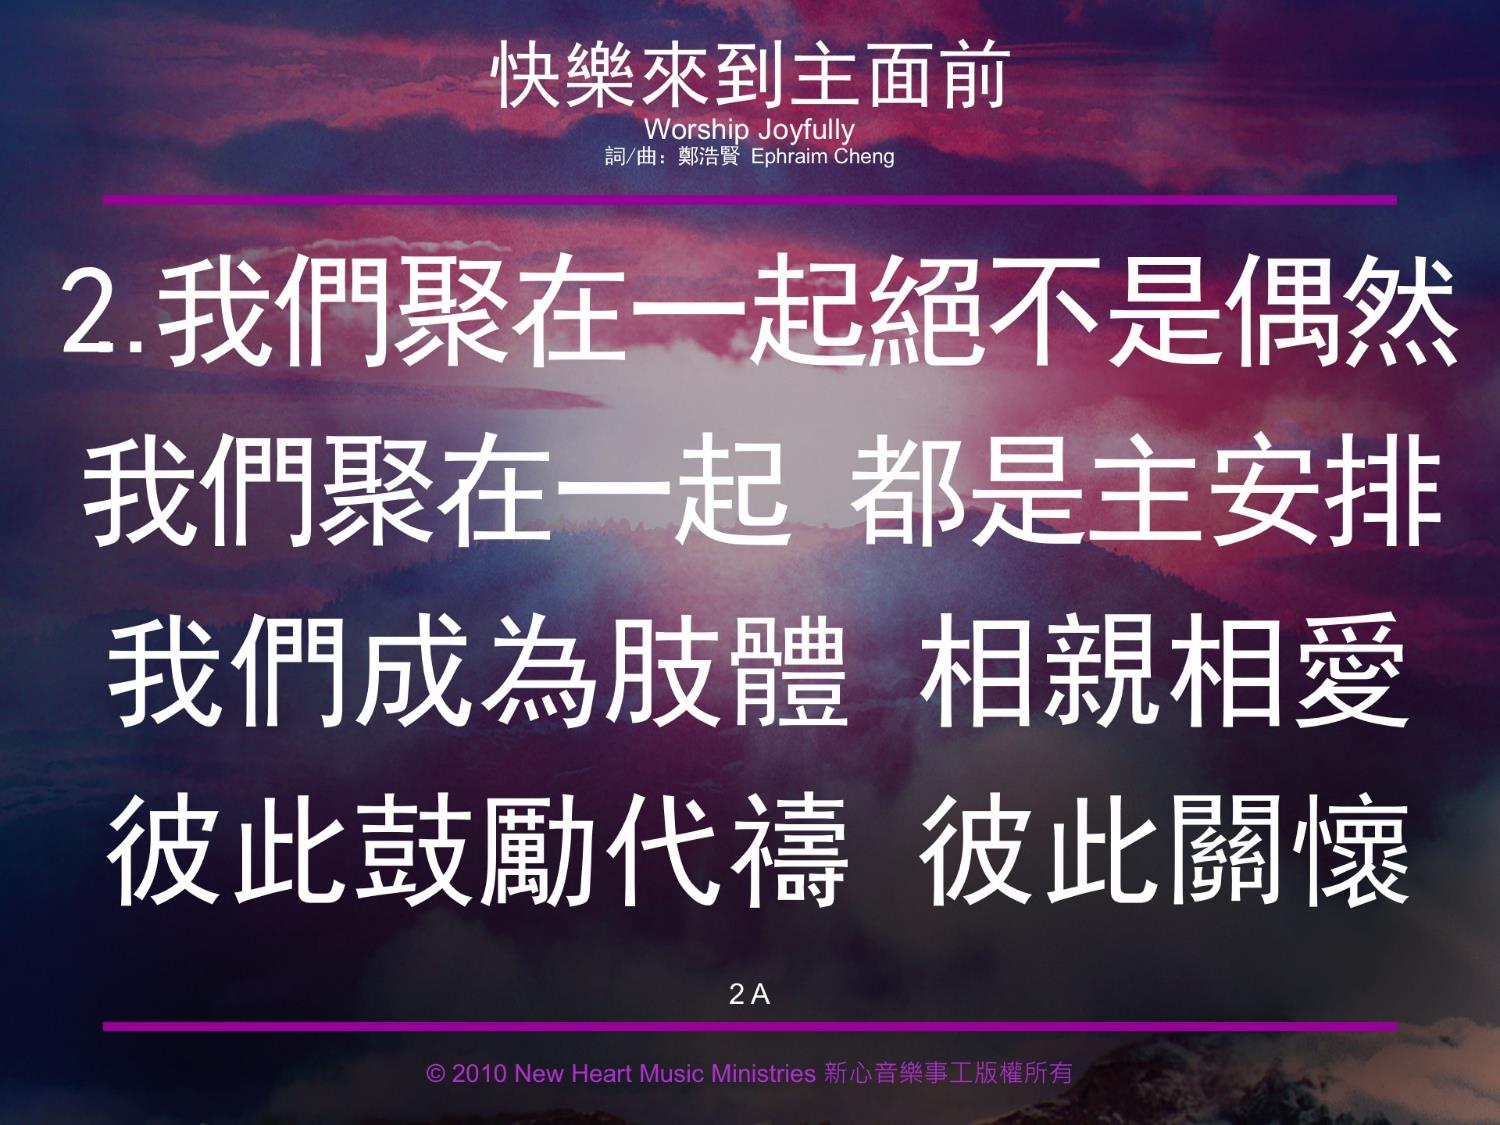 快樂來到主面前
Worship Joyfully
詞/曲：鄭浩賢 Ephraim Cheng
2.我們聚在一起絕不是偶然
我們聚在一起 都是主安排
我們成為肢體 相親相愛
彼此鼓勵代禱 彼此關懷
2 A
© 2010 New Heart Music Ministries 新心音樂事工版權所有